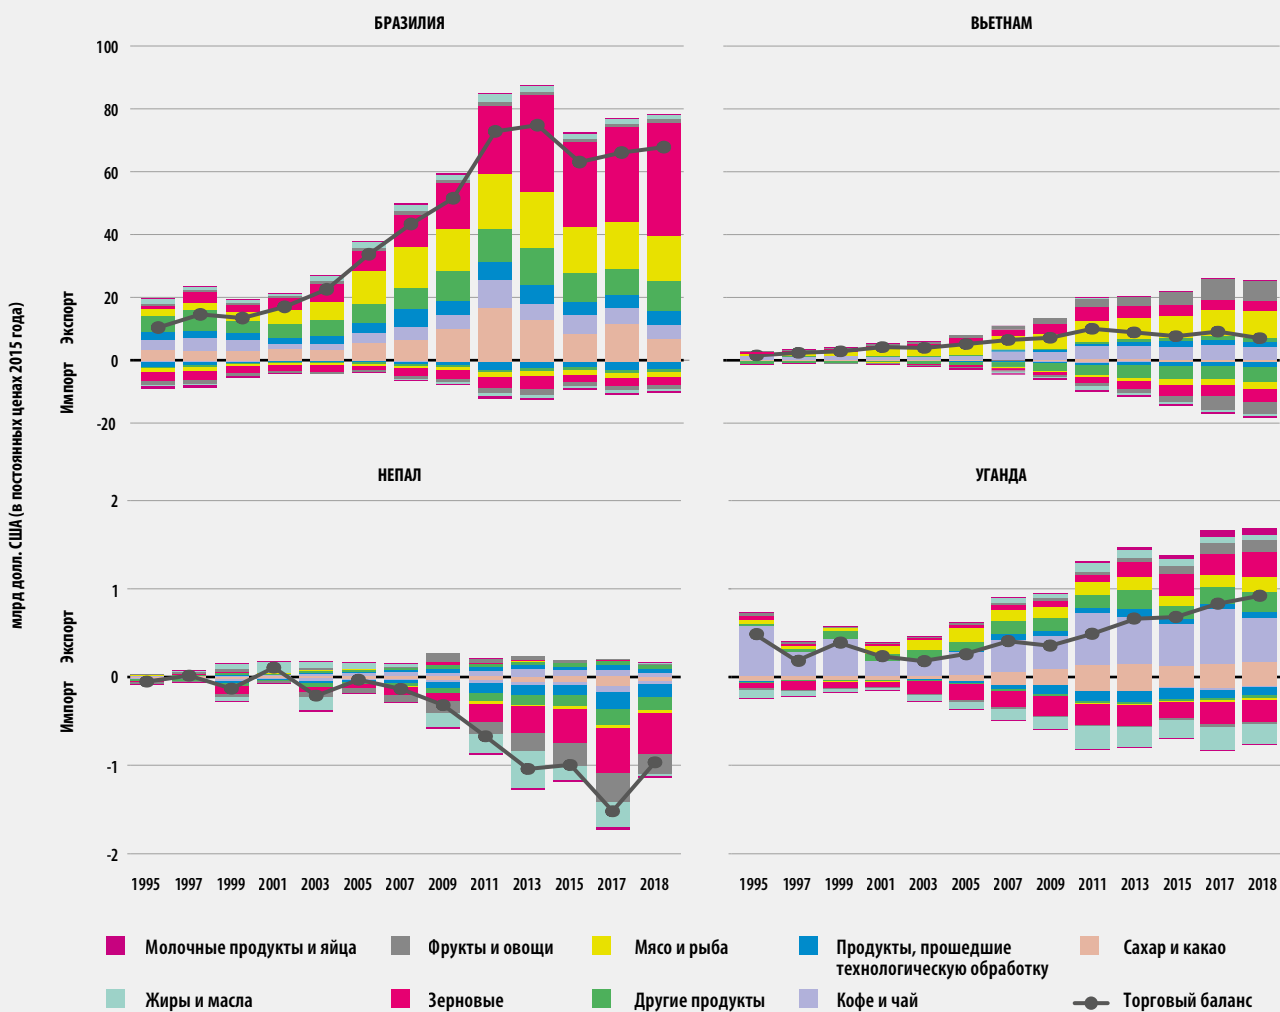 БРАЗИЛИЯ
ВЬЕТНАМ
100
80
60
40
20
0
-20
Экспорт
Импорт
млрд долл. США (в постоянных ценах 2015 года)
НЕПАЛ
УГАНДА
2
1
0
-1
-2
Экспорт
Импорт
1995 1997 1999 2001 2003 2005 2007 2009 2011 2013 2015 2017 2018
1995 1997 1999 2001 2003 2005 2007 2009 2011 2013 2015 2017 2018
Молочные продукты и яйца
Фрукты и овощи
Мясо и рыба
Продукты, прошедшие
технологическую обработку
Сахар и какао
Жиры и масла
Зерновые
Другие продукты
Кофе и чай
Торговый баланс